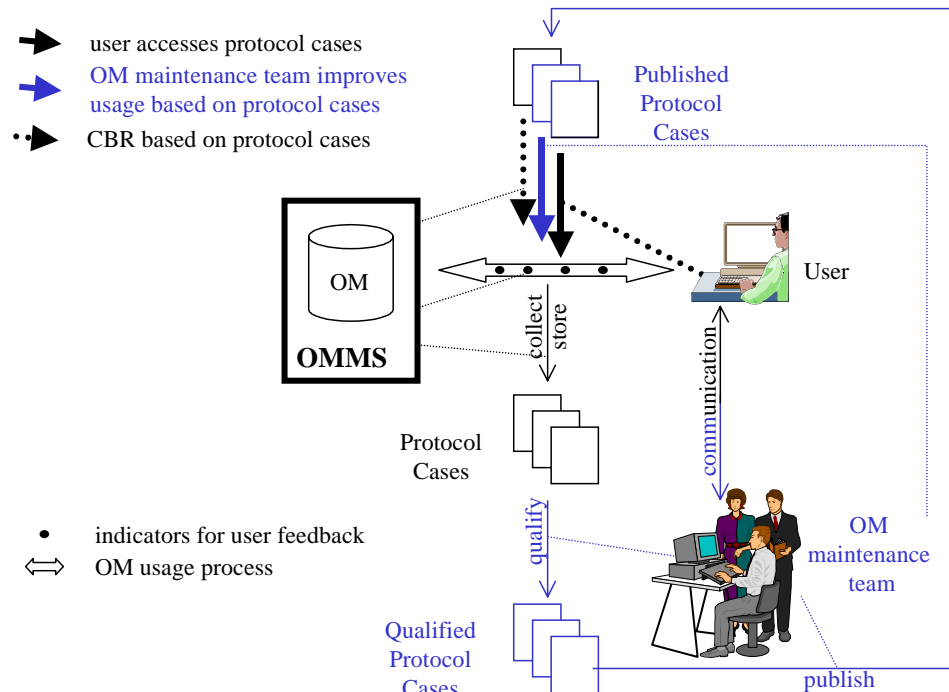 user accesses protocol cases
OM maintenance team improves
usage based on protocol cases
CBR based on protocol cases
Published
Protocol
Cases
OM
OMMS
User
collect
store
communication
Protocol
Cases
indicators for user feedback
OM usage process
qualify
OM
maintenance
team
Qualified
Protocol
Cases
publish